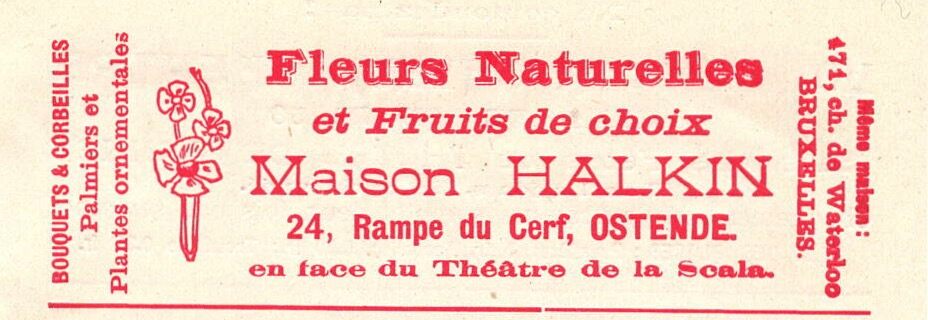 BOUQUETS & CORBEILLES
Palmiers et
Plantes ornementales
Fleurs Naturelles
et Fruits de choix
Maison HALKIN
24, Rampe du Cerf, OSTENDE.
en face du Théâtre de la Scala.
Même maison :
471, ch. de Waterloo
BRUXELLES.